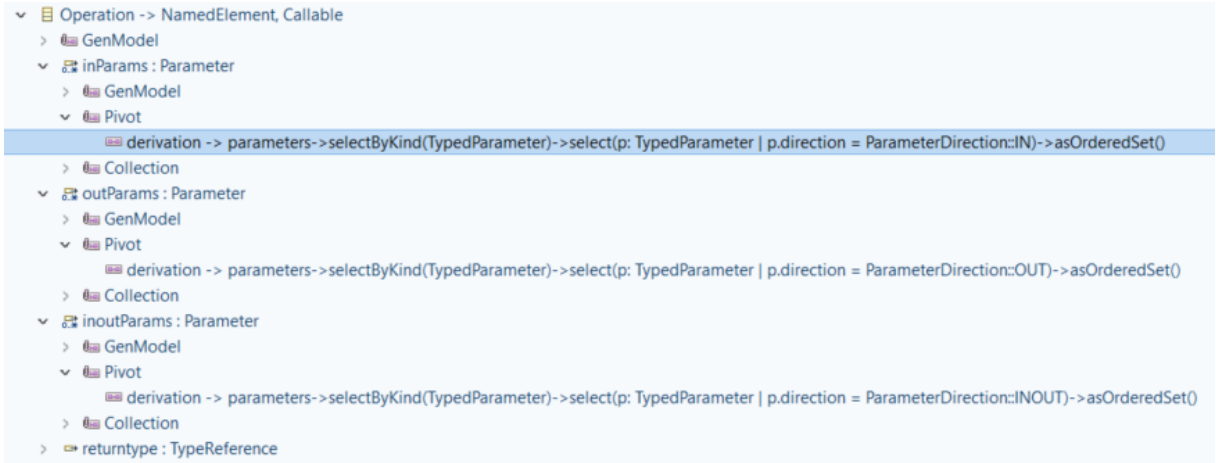 Operation -> NamedElement, Callable
GenModel
inParams : Parameter
GenModel
Pivot
derivation -> parameters->selectByKind(TypedParameter)->select(p: TypedParameter | p.direction = ParameterDirection::IN)->asOrderedSet()
Collection
outParams : Parameter
GenModel
Pivot
derivation -> parameters->selectByKind(TypedParameter)->select(p: TypedParameter | p.direction = ParameterDirection::OUT)->asOrderedSet()
Collection
inoutParams : Parameter
GenModel
Pivot
derivation -> parameters->selectByKind(TypedParameter)->select(p: TypedParameter | p.direction = ParameterDirection::INOUT)->asOrderedSet()
Collection
returntype : TypeReference